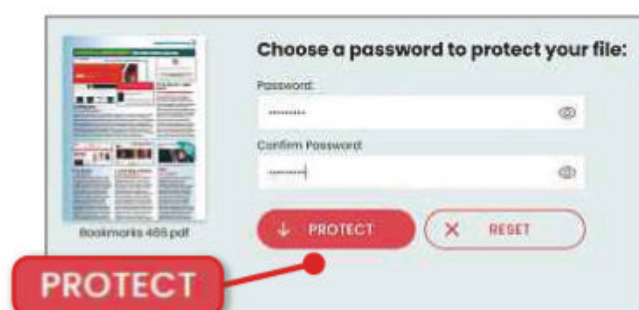 Choose a password to protect your file:
Password:
Confirm Password
Bookmarks 465.pdf
PROTECT
RESET
PROTECT